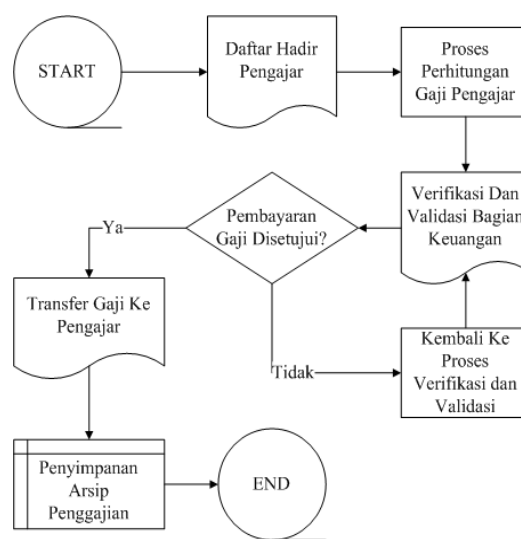 START
Daftar Hadir
Pengajar
Proses
Perhitungan
Gaji Pengajar
Verifikasi Dan
Validasi Bagian
Keuangan
Pembayaran
Gaji Disetujui?
Ya
Transfer Gaji Ke
Pengajar
Tidak
Kembali Ke
Proses
Verifikasi dan
Validasi
Penyimpanan
Arsip
Penggajian
END